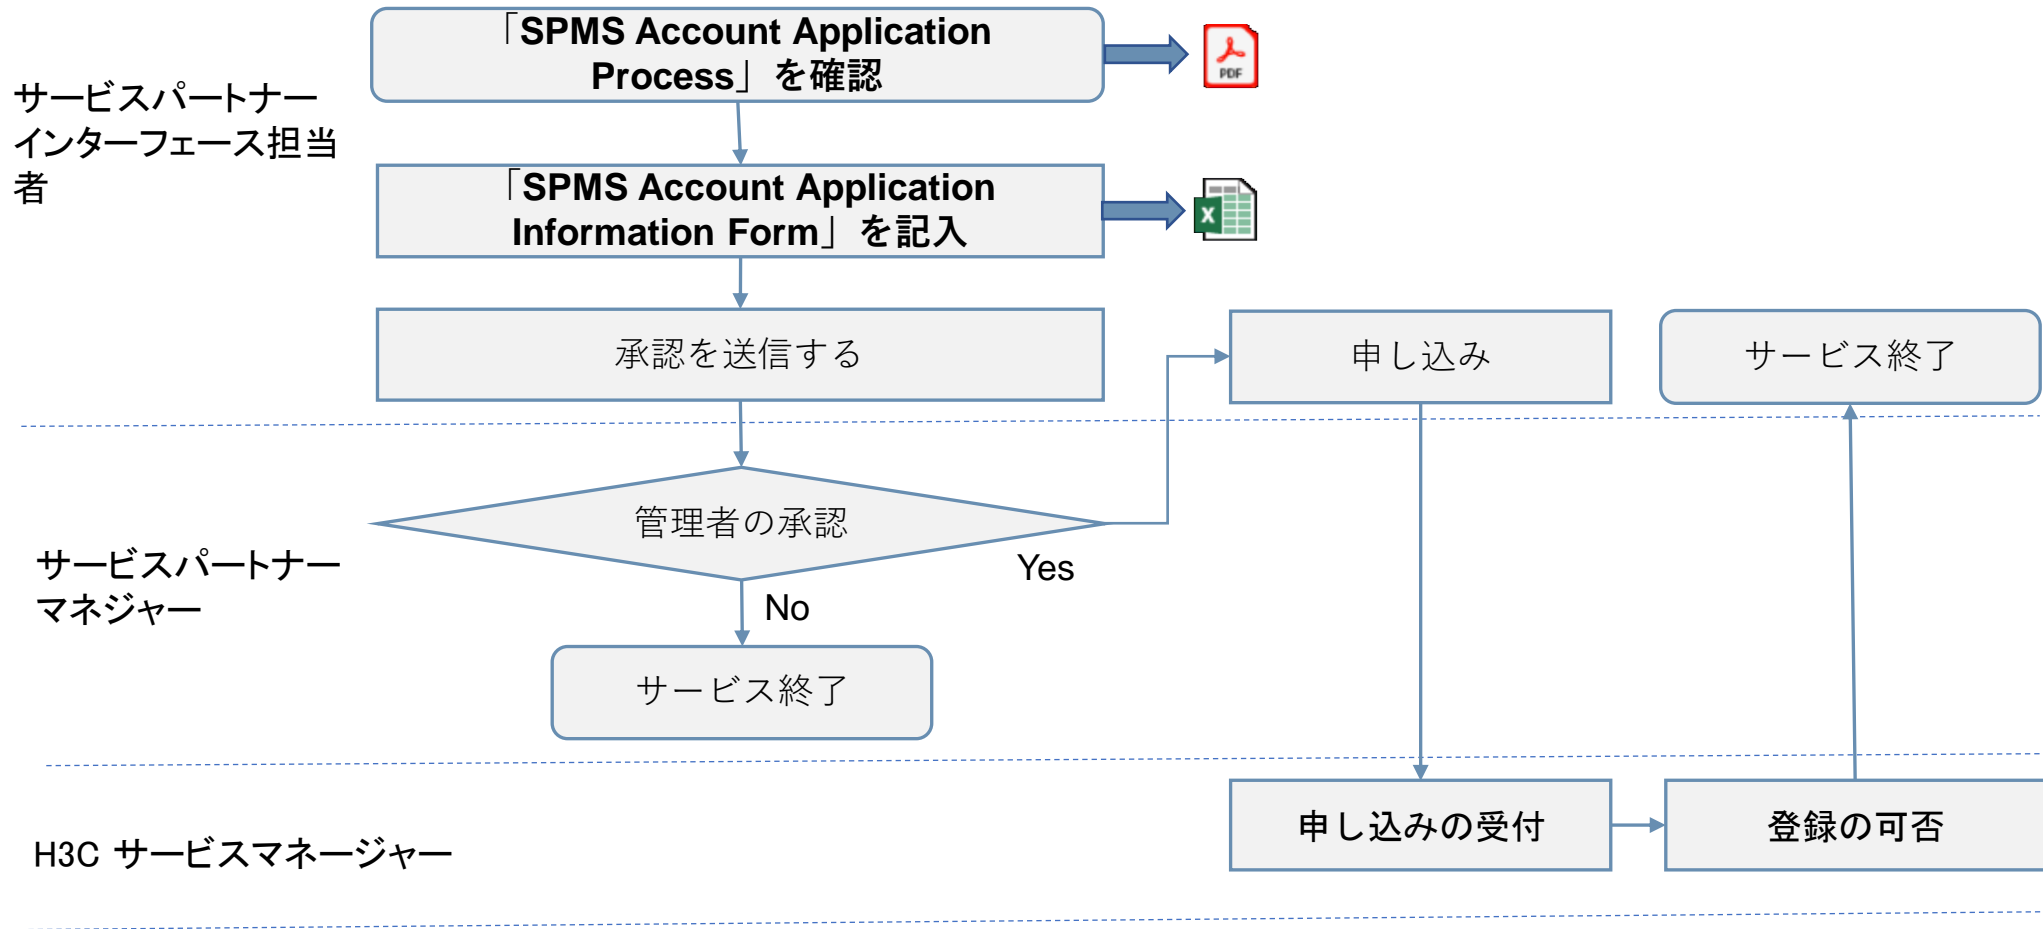 「SPMS Account Application
Process」を確認
PDF
サービスパートナー
インターフェース担当
者
「SPMS Account Application
Information Form」を記入
X
承認を送信する
申し込み
サービス終了
管理者の承認
Yes
サービスパートナー
マネジャー
No
サービス終了
申し込みの受付
登録の可否
H3C サービスマネージャー